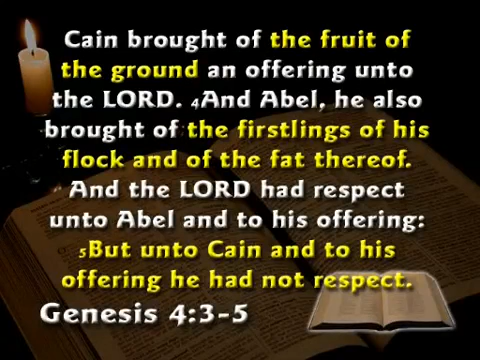 Cain brought of the fruit of
the ground an offering unto
the LORD. 4And Abel, he also
brought of the firstlings of his
flock and of the fat thereof.
And the LORD had respect
unto Abel and to his offering:
5But unto Cain and to his
offering he had not respect.
Genesis 4:3-5